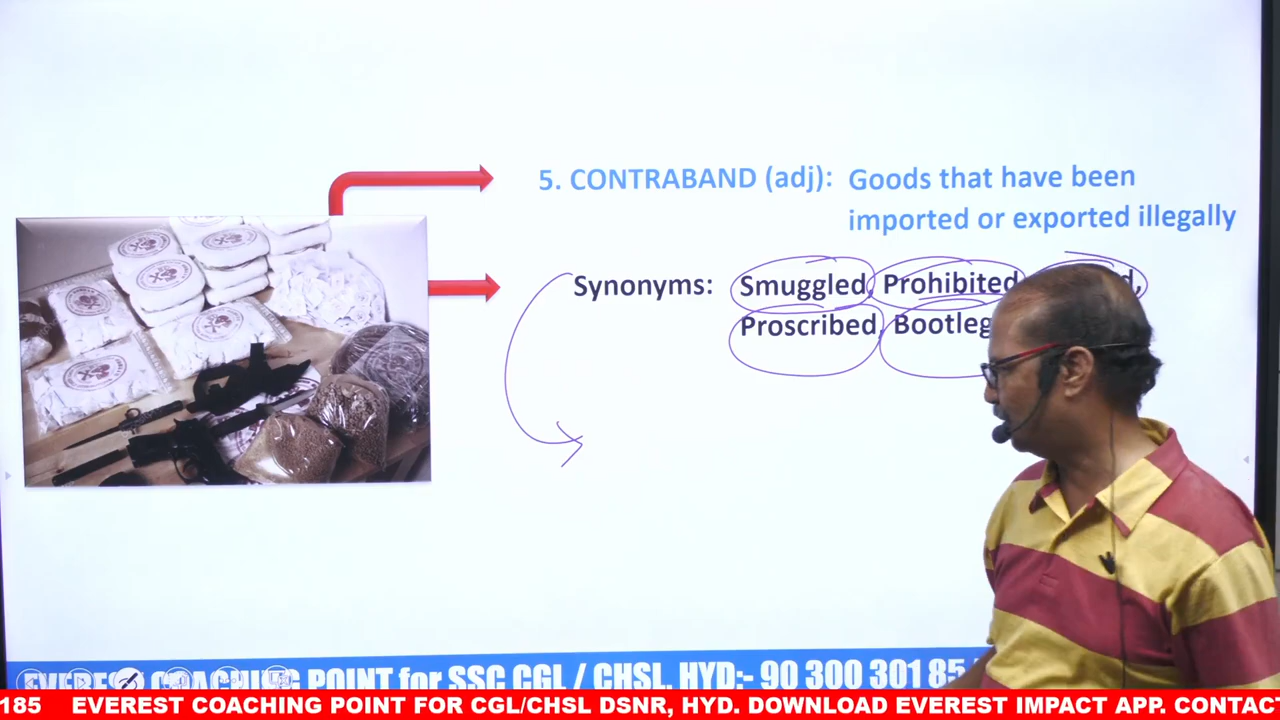 5. CONTRABAND (adj): Goods that have been
imported or exported illegally
Synonyms: Smuggled, Prohibited
Proscribed, Bootleg
COACHING POINT for SSC CGL / CHSL, HYD:- 90 300 301 85
185 EVEREST COACHING POINT FOR CGL/CHSL DSNR, HYD. DOWNLOAD EVEREST IMPACT APP. CONTAC